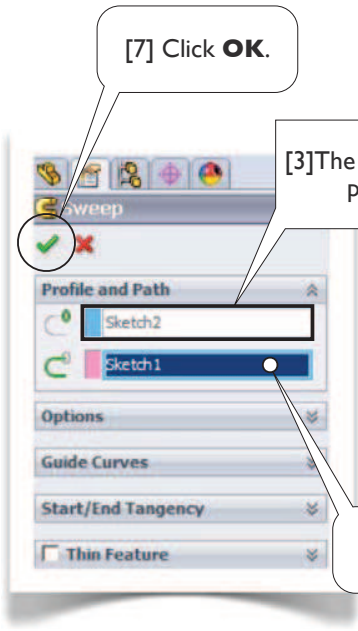 [7] Click OK.
[3]The
p
Sweep
Profile and Path
Sketch2
Sketch1
Options
Guide Curves
Start/End Tangency
Thin Feature